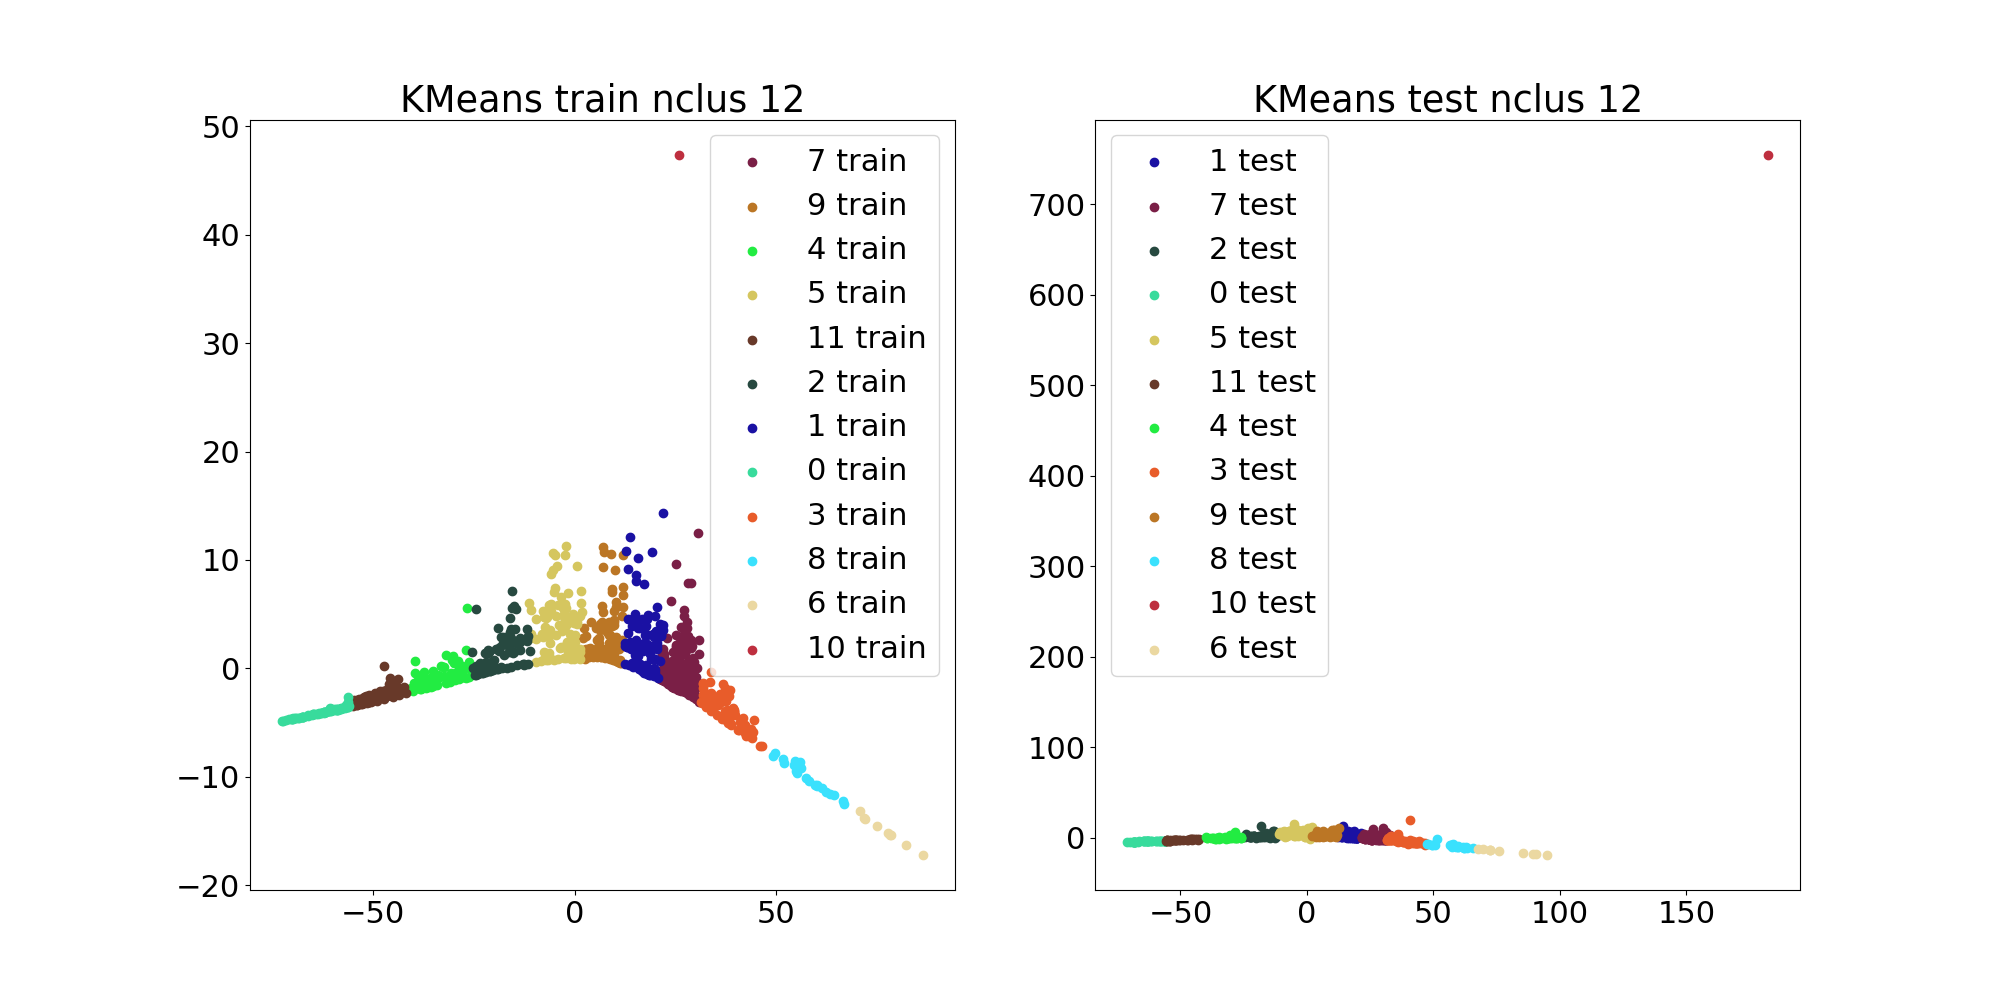 KMeans train nclus 12
50
40
30
20
10
0
−10
−20
−50
0
50
7 train
9 train
4 train
5 train
11 train
2 train
1 train
0 train
3 train
8 train
6 train
10 train
KMeans test nclus 12
700
600
500
400
300
200
100
0
−50
0
50
100
150
1 test
7 test
2 test
0 test
5 test
11 test
4 test
3 test
9 test
8 test
10 test
6 test